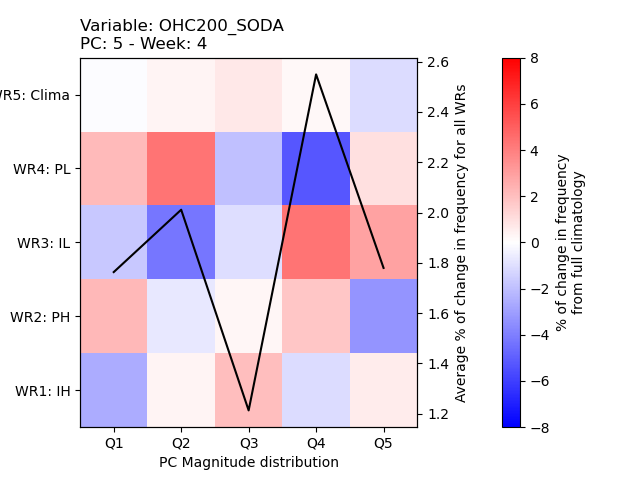 Variable: OHC200_SODA
PC: 5 - Week: 4
WR5: Clima
WR4: PL
WR3: IL
WR2: PH
WR1: IH
Q1 Q2 Q3 Q4 Q5
PC Magnitude distribution
2.6
2.4
2.2
2.0
1.8
1.6
1.4
1.2
Average % of change in frequency for all WRs
8
6
4
2
0
−2
−4
−6
−8
% of change in frequency
from full climatology